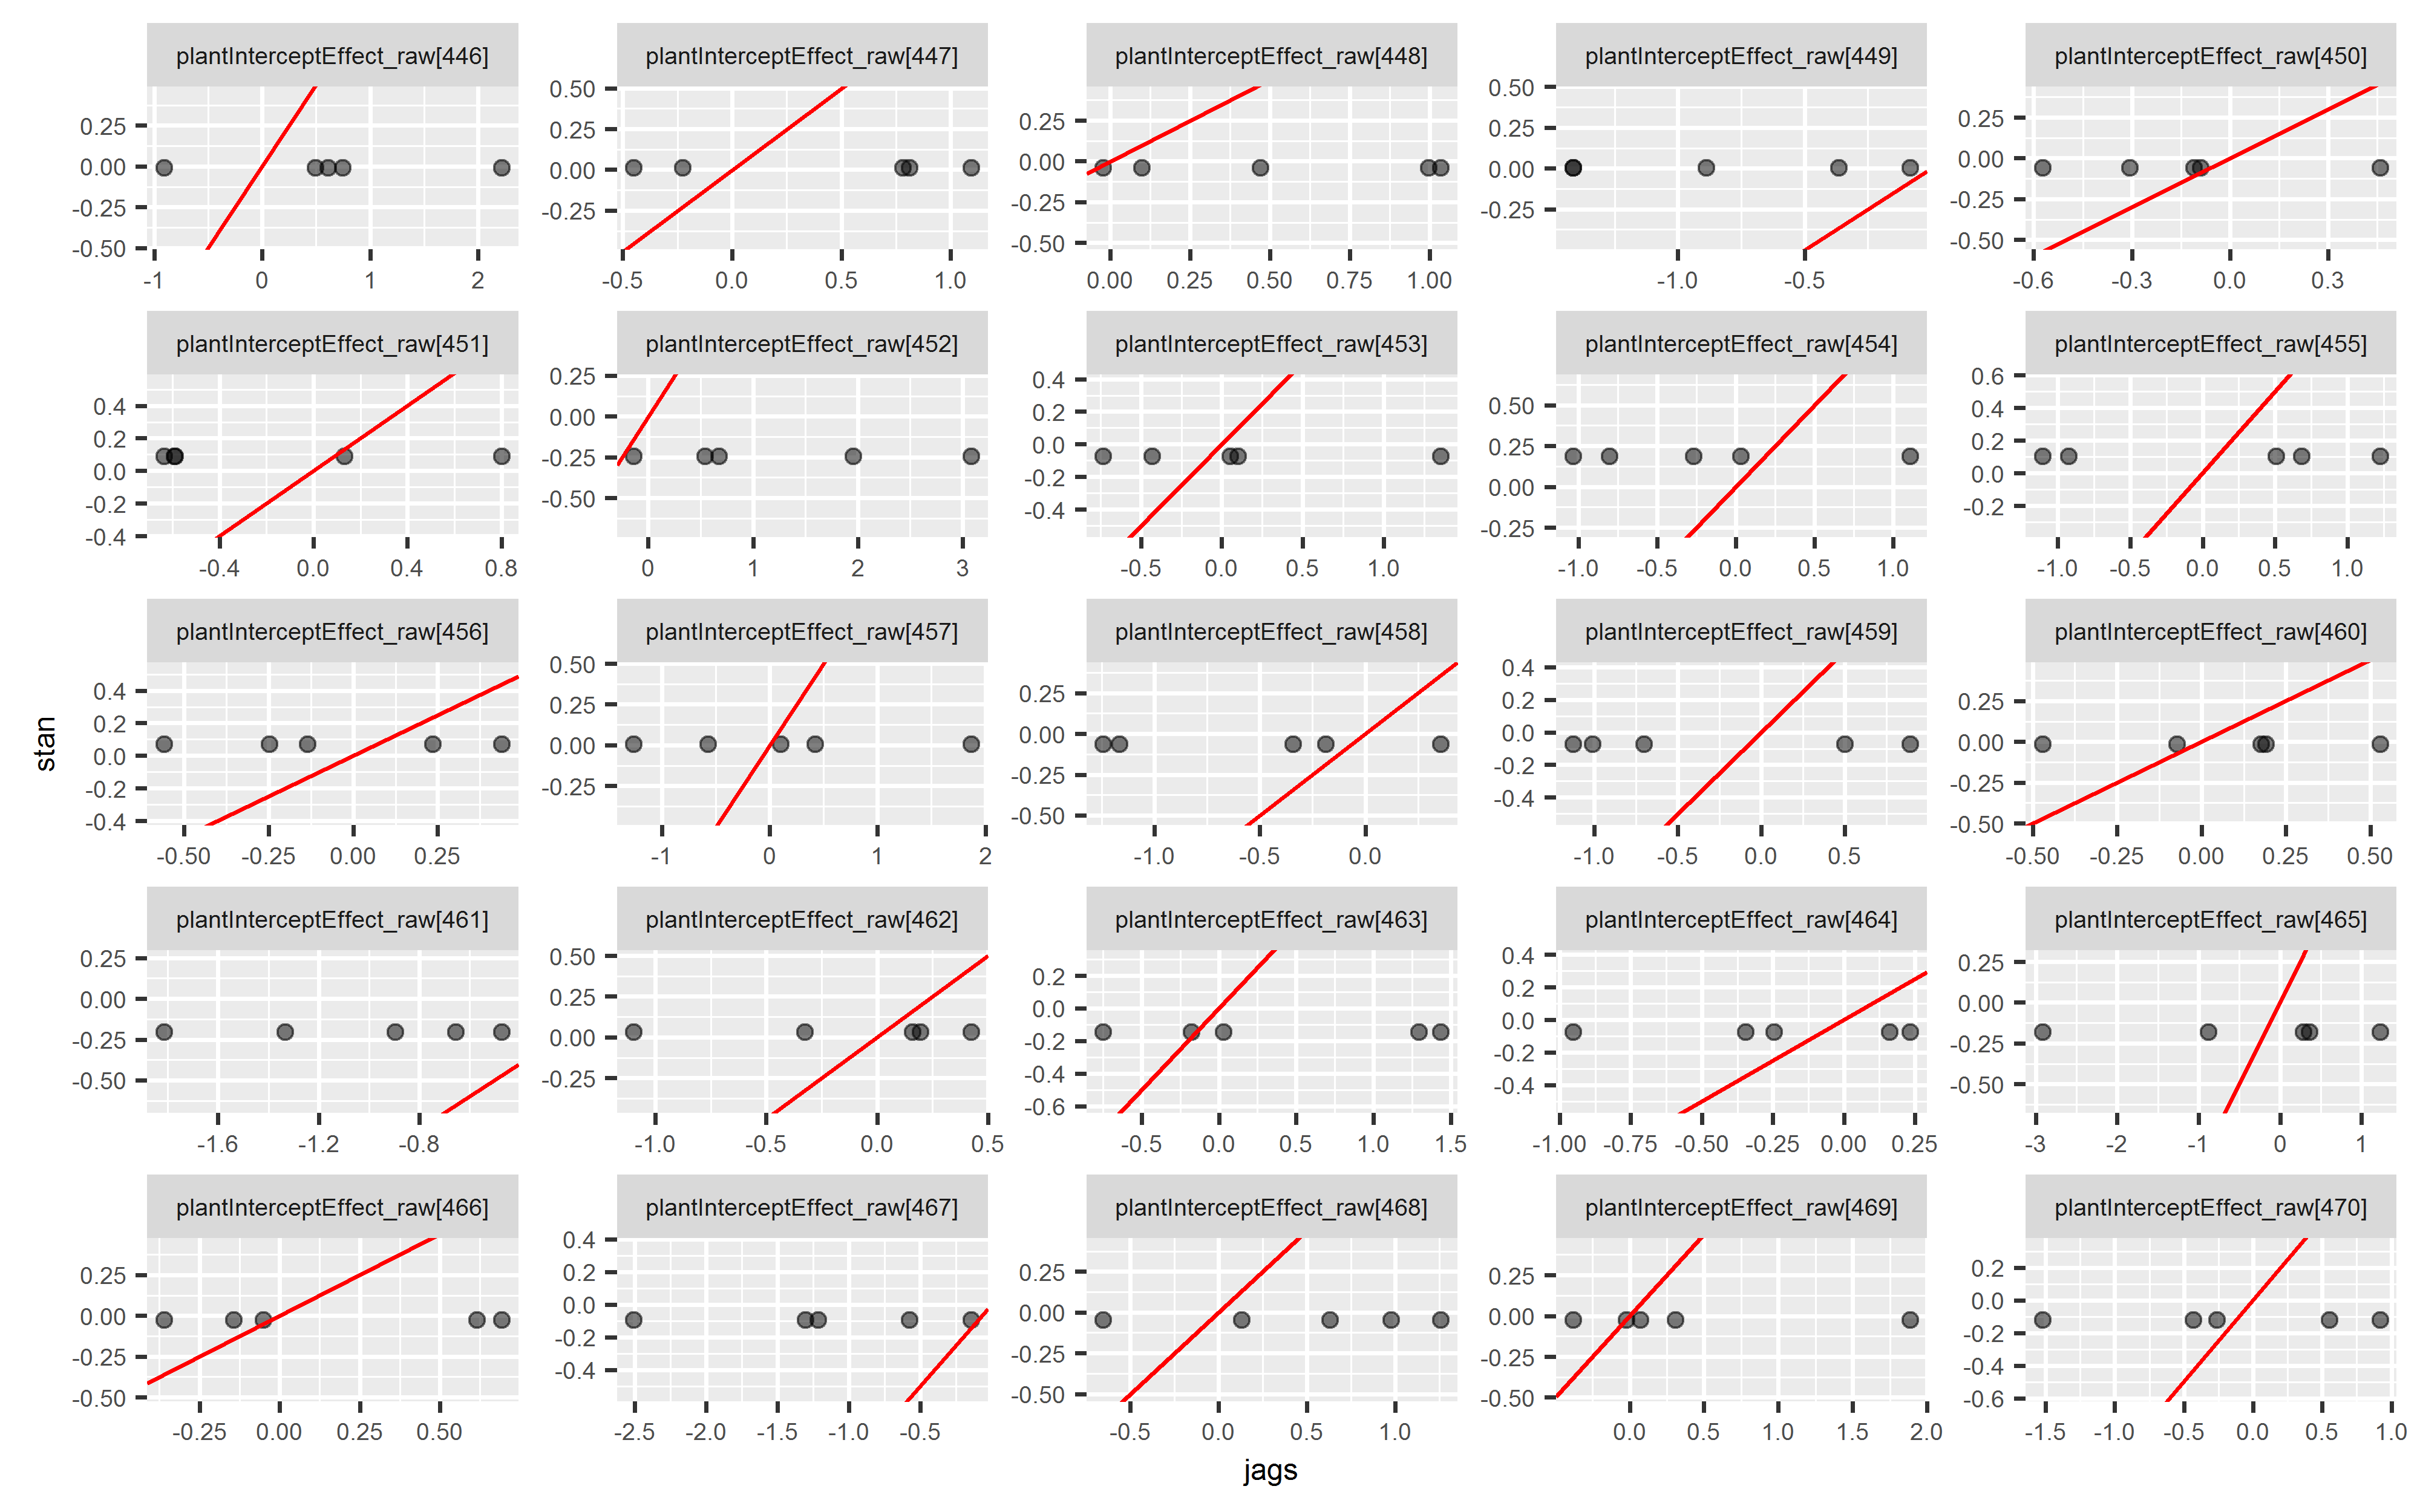 plantInterceptEffect_raw[446] plantInterceptEffect_raw[447] plantInterceptEffect_raw[448] plantInterceptEffect_raw[449] plantInterceptEffect_raw[450]
0.25 0.00 -0.25 -0.50
0.50 0.25 0.00 -0.25
0.25 0.00 -0.25 -0.50
0.50 0.25 0.00 -0.25
0.25 0.00 -0.25 -0.50
-1 0 1 2
-0.5 0.0 0.5 1.0
0.00 0.25 0.50 0.75 1.00
-1.0 -0.5
-0.6 -0.3 0.0 0.3
plantInterceptEffect_raw[451] plantInterceptEffect_raw[452] plantInterceptEffect_raw[453] plantInterceptEffect_raw[454] plantInterceptEffect_raw[455]
0.4 0.2 0.0 -0.2 -0.4
0.25 0.00 -0.25 -0.50
0.4 0.2 0.0 -0.2 -0.4
0.50 0.25 0.00 -0.25
0.6 0.4 0.2 0.0 -0.2
-0.4 0.0 0.4 0.8
0 1 2 3
-0.5 0.0 0.5 1.0
-1.0 -0.5 0.0 0.5 1.0
-1.0 -0.5 0.0 0.5 1.0
plantInterceptEffect_raw[456] plantInterceptEffect_raw[457] plantInterceptEffect_raw[458] plantInterceptEffect_raw[459] plantInterceptEffect_raw[460]
0.4 0.2 0.0 -0.2 -0.4
0.50 0.25 0.00 -0.25
0.25 0.00 -0.25 -0.50
0.4 0.2 0.0 -0.2 -0.4
0.25 0.00 -0.25 -0.50
-0.50 -0.25 0.00 0.25
-1 0 1 2
-1.0 -0.5 0.0
-1.0 -0.5 0.0 0.5
-0.50 -0.25 0.00 0.25 0.50
stan
plantInterceptEffect_raw[461] plantInterceptEffect_raw[462] plantInterceptEffect_raw[463] plantInterceptEffect_raw[464] plantInterceptEffect_raw[465]
0.25 0.00 -0.25 -0.50
0.50 0.25 0.00 -0.25
0.2 0.0 -0.2 -0.4 -0.6
0.4 0.2 0.0 -0.2 -0.4
0.25 0.00 -0.25 -0.50
-1.6 -1.2 -0.8
-1.0 -0.5 0.0 0.5
-0.5 0.0 0.5 1.0 1.5
-1.00 -0.75 -0.50 -0.25 0.00 0.25
-3 -2 -1 0 1
plantInterceptEffect_raw[466] plantInterceptEffect_raw[467] plantInterceptEffect_raw[468] plantInterceptEffect_raw[469] plantInterceptEffect_raw[470]
0.25 0.00 -0.25 -0.50
0.4 0.2 0.0 -0.2 -0.4
0.25 0.00 -0.25 -0.50
0.25 0.00 -0.25 -0.50
0.2 0.0 -0.2 -0.4 -0.6
-0.25 0.00 0.25 0.50
-2.5 -2.0 -1.5 -1.0 -0.5
-0.5 0.0 0.5 1.0
0.0 0.5 1.0 1.5 2.0
-1.5 -1.0 -0.5 0.0 0.5 1.0
jags